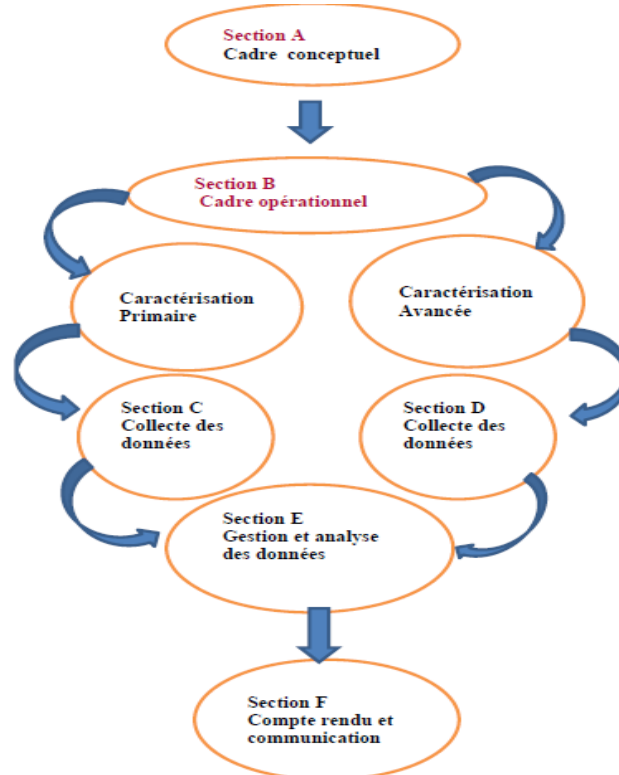 Section A
Cadre conceptuel
Section B
Cadre opérationnel
Caractérisation
Primaire
Caractérisation
Avancée
Section C
Collecte des
données
Section D
Collecte des
données
Section E
Gestion et analyse
des données
Section F
Compte rendu et
communication